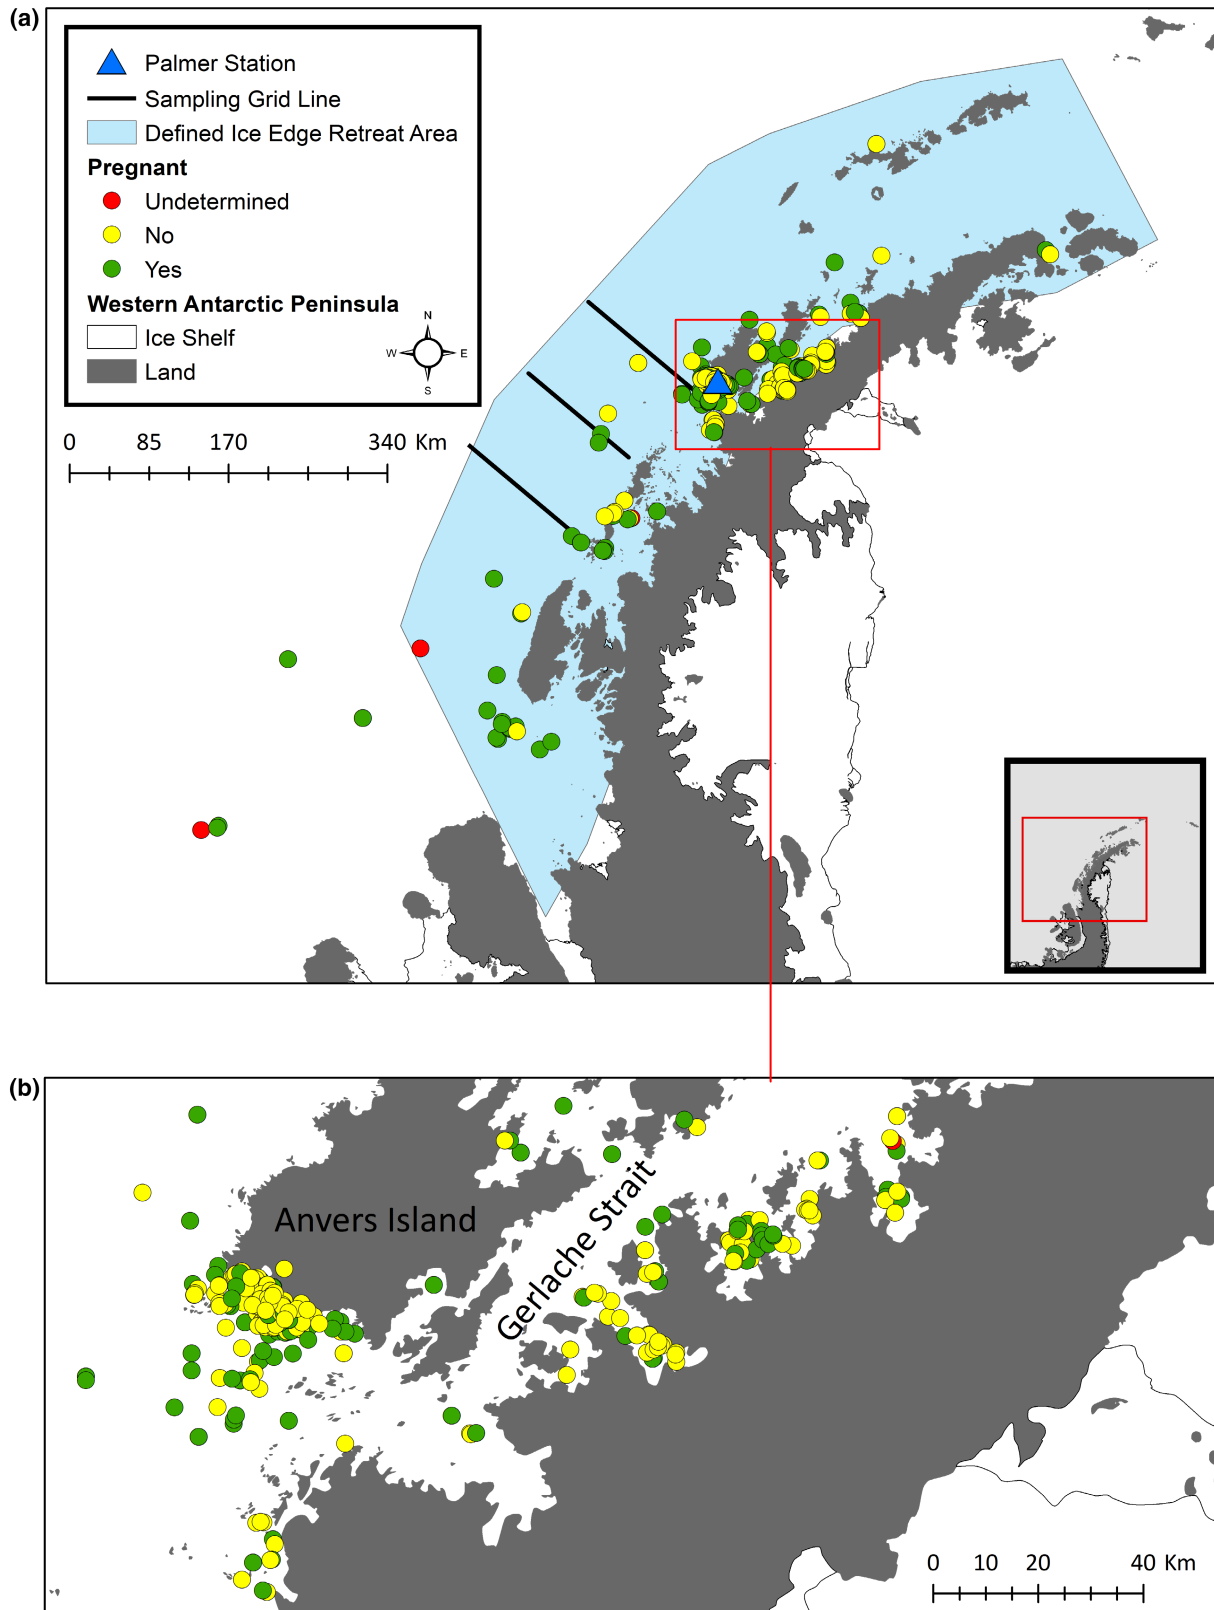 (a)
Palmer Station
Sampling Grid Line
Defined Ice Edge Retreat Area
Pregnant
Undetermined
No
Yes
Western Antarctic Peninsula
Ice Shelf
Land
N
W E
S
0 85 170 340 Km
(b)
Anvers Island
Gerlache Strait
0 10 20 40 Km